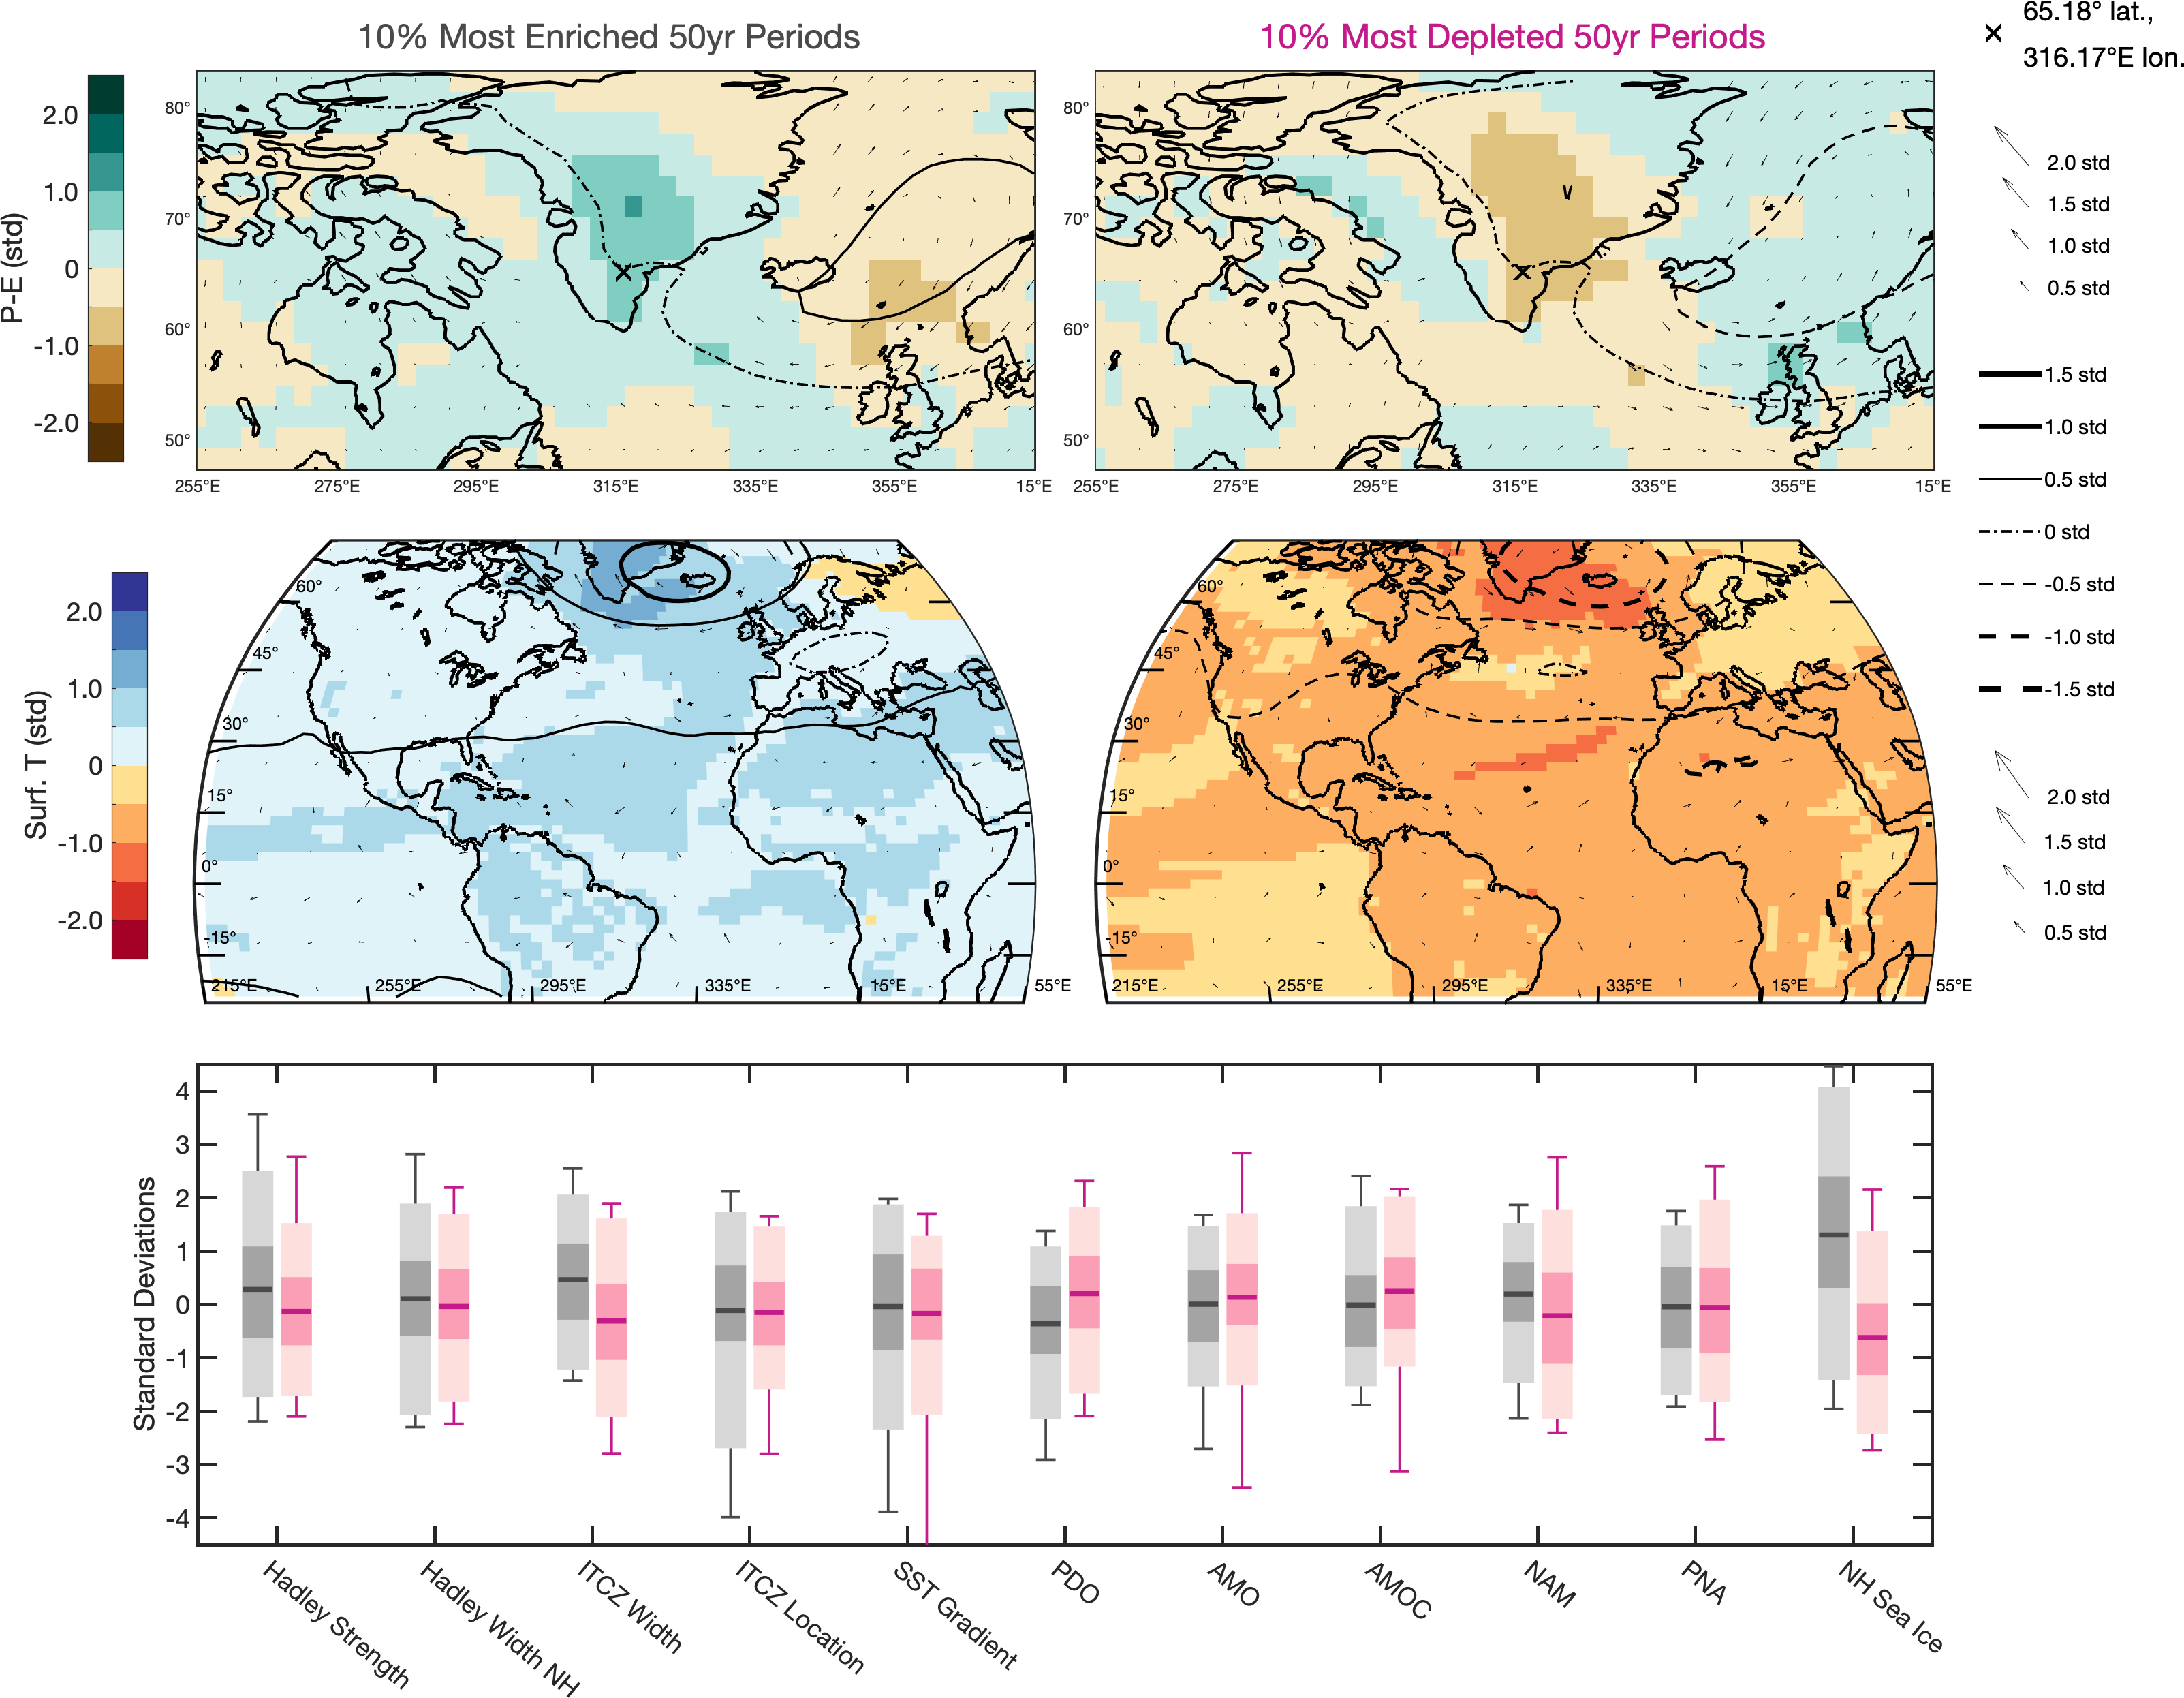 10% Most Enriched 50yr Periods
10% Most Depleted 50yr Periods
65.18° lat.,
316.17°E lon.
P-E (std)
2.0
1.0
0
-1.0
-2.0
80°
70°
60°
50°
255°E 275°E 295°E 315°E 335°E 355°E 15°E
80°
70°
60°
50°
255°E 275°E 295°E 315°E 335°E 355°E 15°E
2.0 std
1.5 std
1.0 std
0.5 std
1.5 std
1.0 std
0.5 std
0 std
-0.5 std
-1.0 std
-1.5 std
Surf. T (std)
2.0
1.0
0
-1.0
-2.0
60°
45°
30°
15°
0°
-15°
215°E 255°E 295°E 335°E 15°E 55°E
60°
45°
30°
15°
0°
-15°
215°E 255°E 295°E 335°E 15°E 55°E
2.0 std
1.5 std
1.0 std
0.5 std
Standard Deviations
4
3
2
1
0
-1
-2
-3
-4
Hadley Strength
Hadley Width NH
ITCZ Width
ITCZ Location
SST Gradient
PDO
AMO
AMOC
NAM
PNA
NH Sea Ice